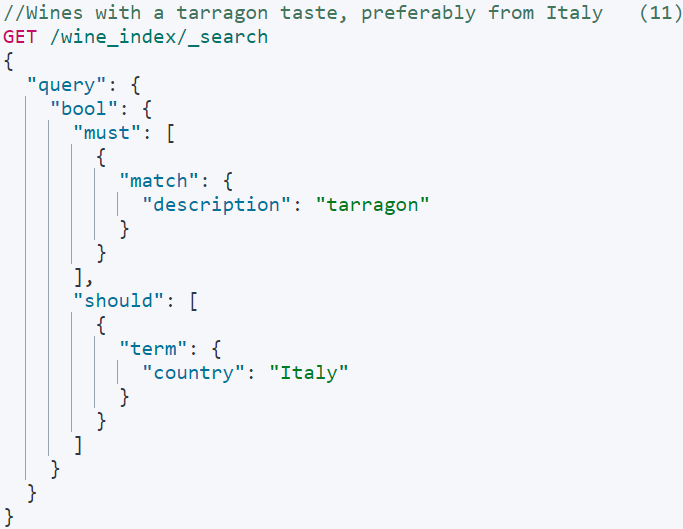 //Wines with a tarragon taste, preferably from Italy   (11)
GET /wine_index/_search
{
  "query": {
    "bool": {
      "must": [
        {
          "match": {
            "description": "tarragon"
          }
        }
      ],
      "should": [
        {
          "term": {
            "country": "Italy"
          }
        }
      ]
    }
  }
}